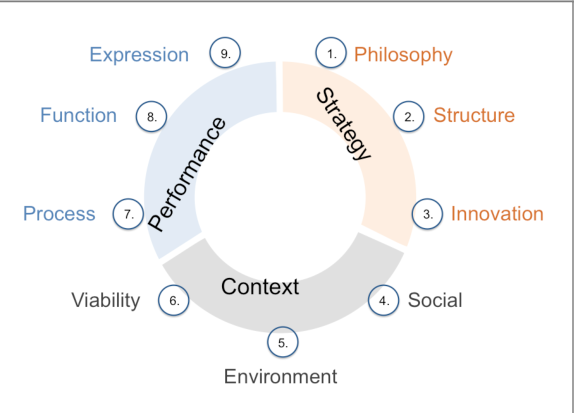 1. Philosophy
2. Structure
3. Innovation
4. Social
5. Environment
6. Viability
7. Process
8. Function
9. Expression
Strategy
Context
Performance